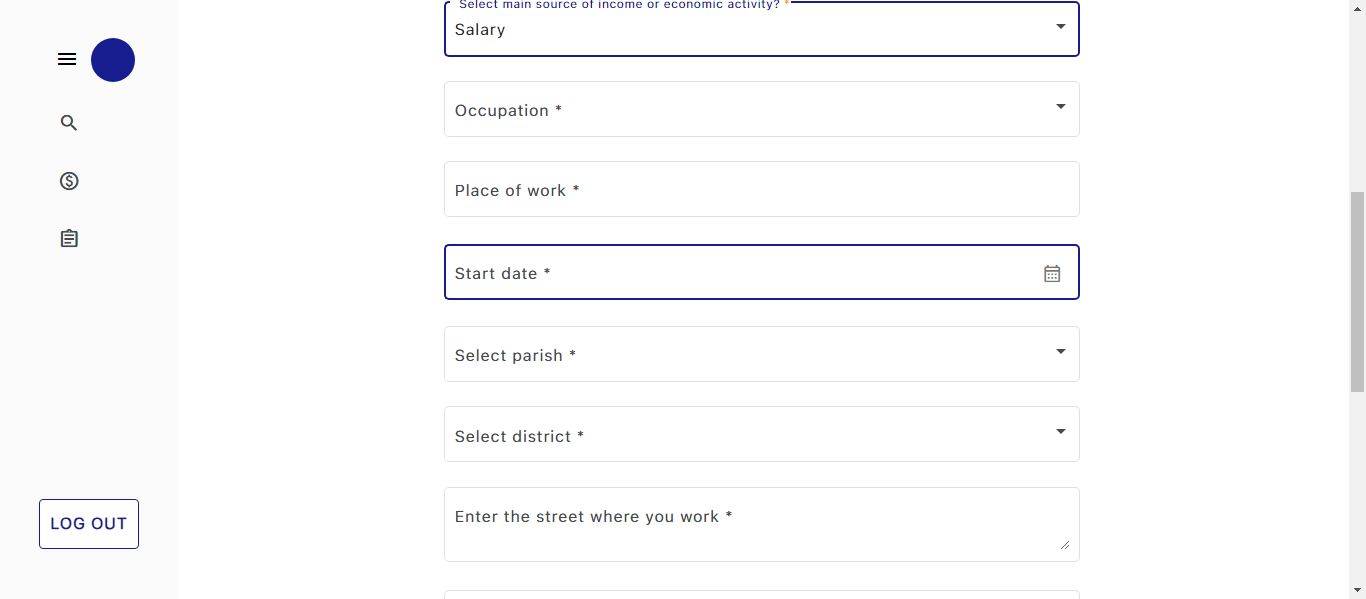 Select main source of income or economic activity? *
Salary
Occupation *
Place of work *
Start date *
Select parish *
Select district *
Enter the street where you work *
LOG OUT